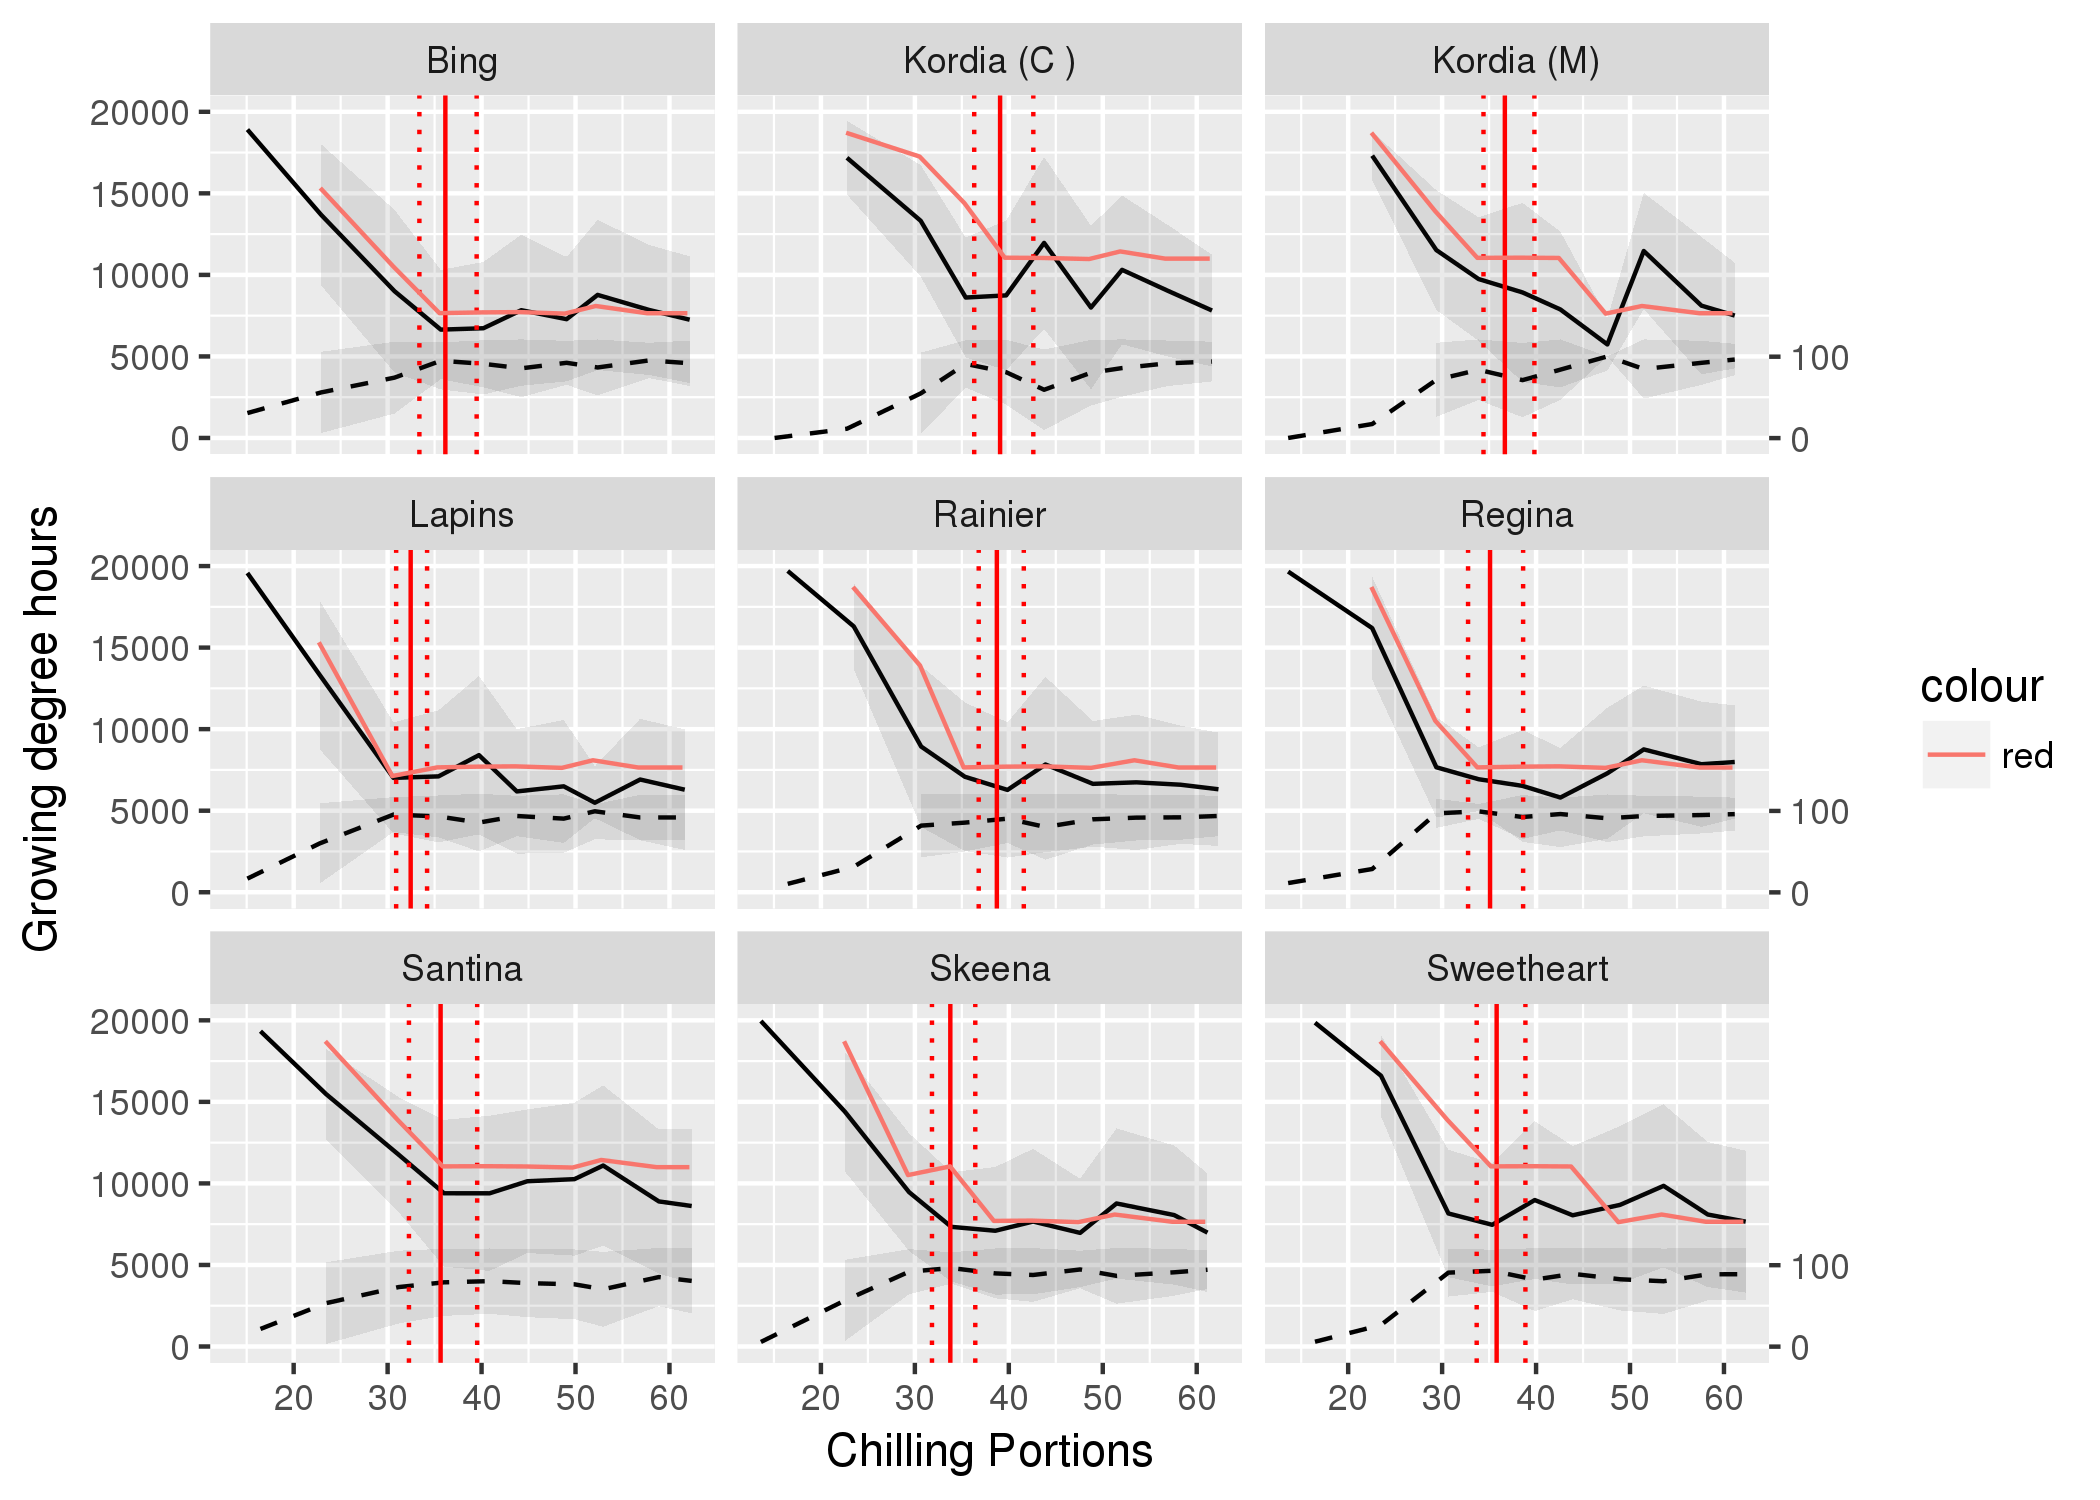 Bing
Kordia (C )
Kordia (M)
20000
15000
10000
5000
0
100
0
Lapins
Rainier
Regina
20000
15000
10000
5000
0
100
0
Growing degree hours
colour
red
Santina
Skeena
Sweetheart
20000
15000
10000
5000
0
100
0
20 30 40 50 60
20 30 40 50 60
20 30 40 50 60
Chilling Portions